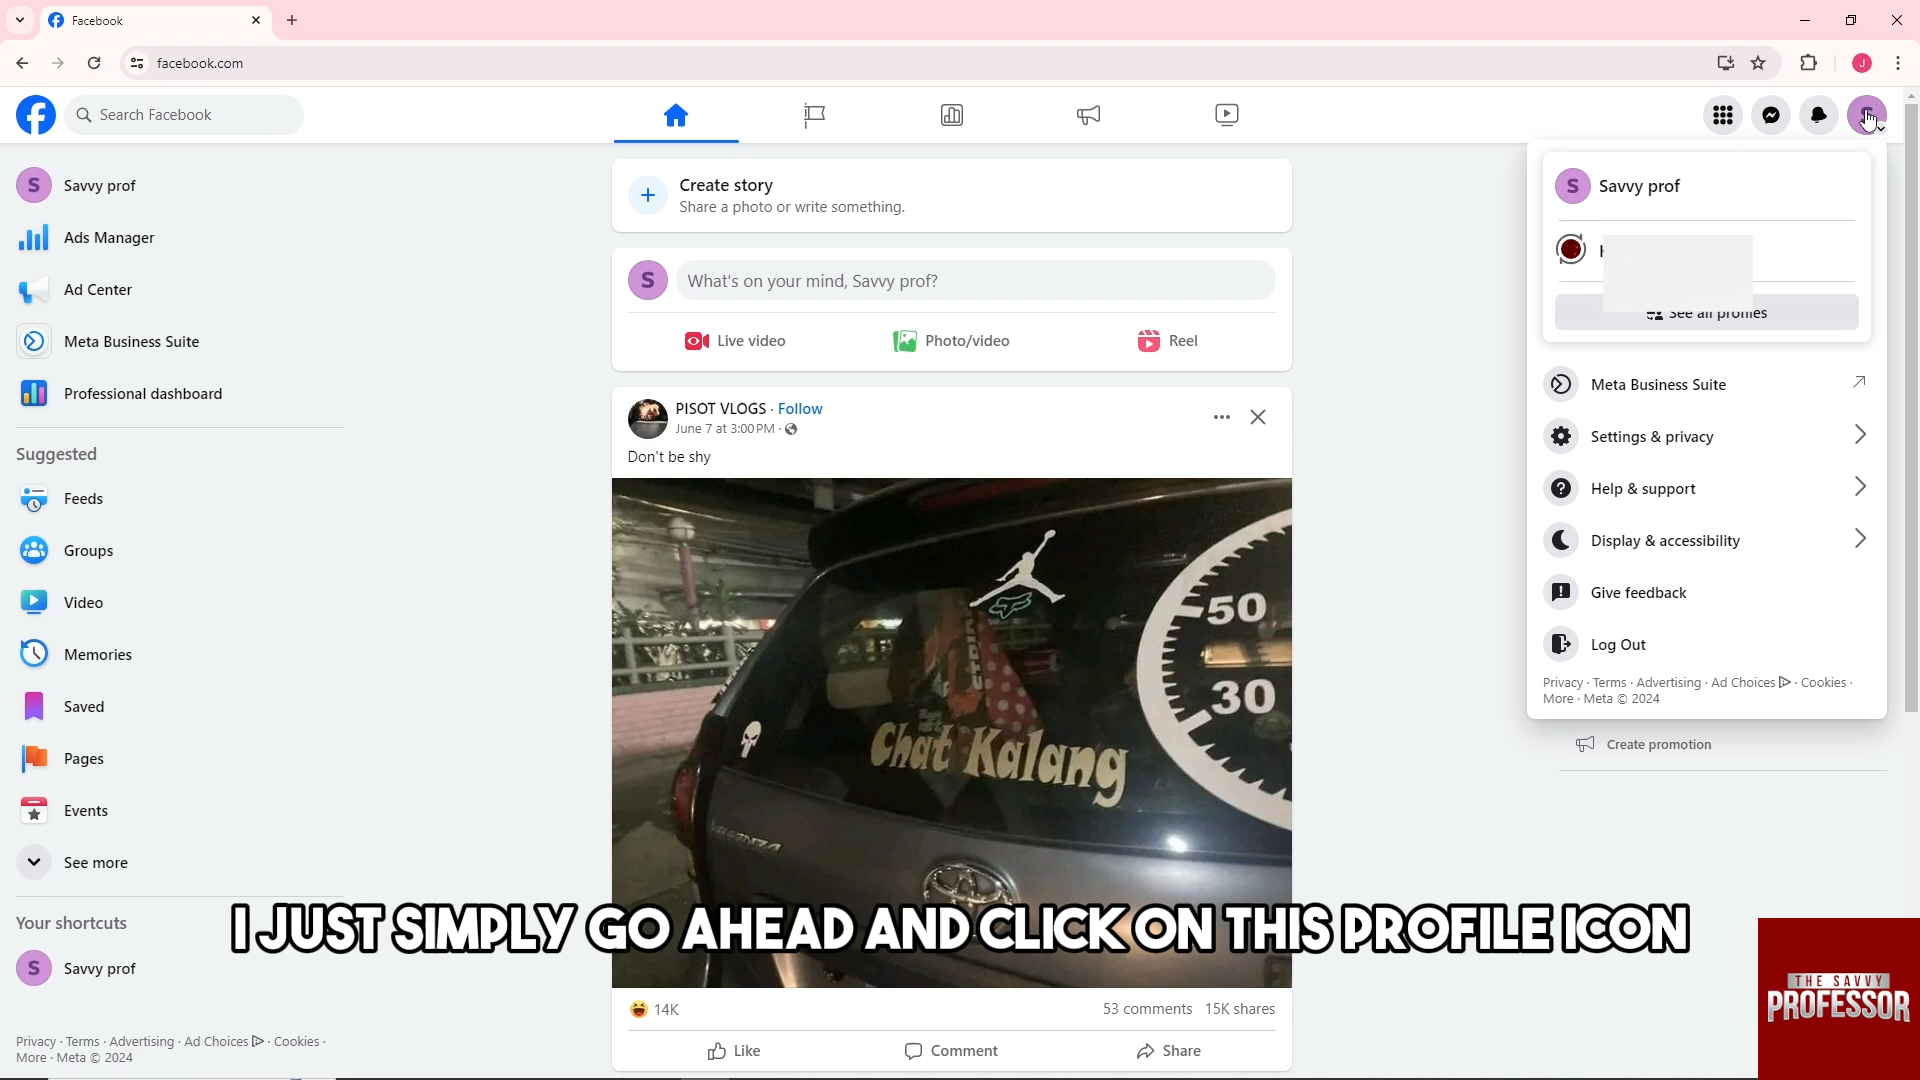 Facebook
facebook.com
J
Search Facebook
S
S
Savvy prof
Ads Manager
Ad Center
Meta Business Suite
Professional dashboard
Suggested
Feeds
Groups
Video
Memories
Saved
Pages
Events
See more
Your shortcuts
S
Savvy prof
Privacy · Terms · Advertising · Ad Choices · Cookies ·
More · Meta © 2024
Create story
Share a photo or write something.
S
What's on your mind, Savvy prof?
Live video
Photo/video
Reel
PISOT VLOGS · Follow
June 7 at 3:00 PM ·
Don't be shy
50
30
Chat Kalang
AVANZA
14K
53 comments 15K shares
Like
Comment
Share
S
Savvy prof
See all profiles
Meta Business Suite
Settings & privacy
Help & support
Display & accessibility
Give feedback
Log Out
Privacy · Terms · Advertising · Ad Choices · Cookies ·
More · Meta © 2024
Create promotion
I JUST SIMPLY GO AHEAD AND CLICK ON THIS PROFILE ICON
THE SAVVY
PROFESSOR